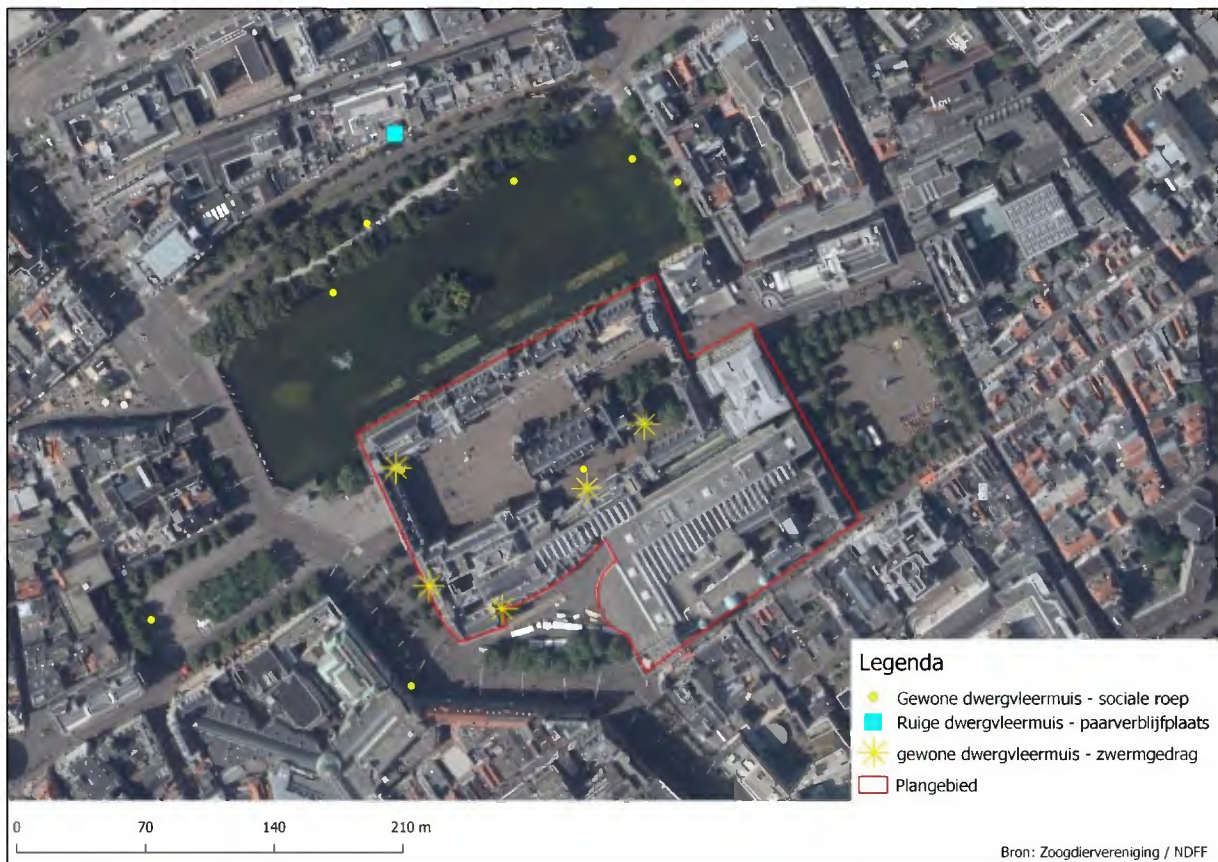 Legenda
Gewone dwergvleermuis - sociale roep
Ruige dwergvleermuis - paarverblijfplaats
gewone dwergvleermuis - zwermgedrag
Plangebied
0 70 140 210 m
Bron: Zoogdiervereniging / NDFF